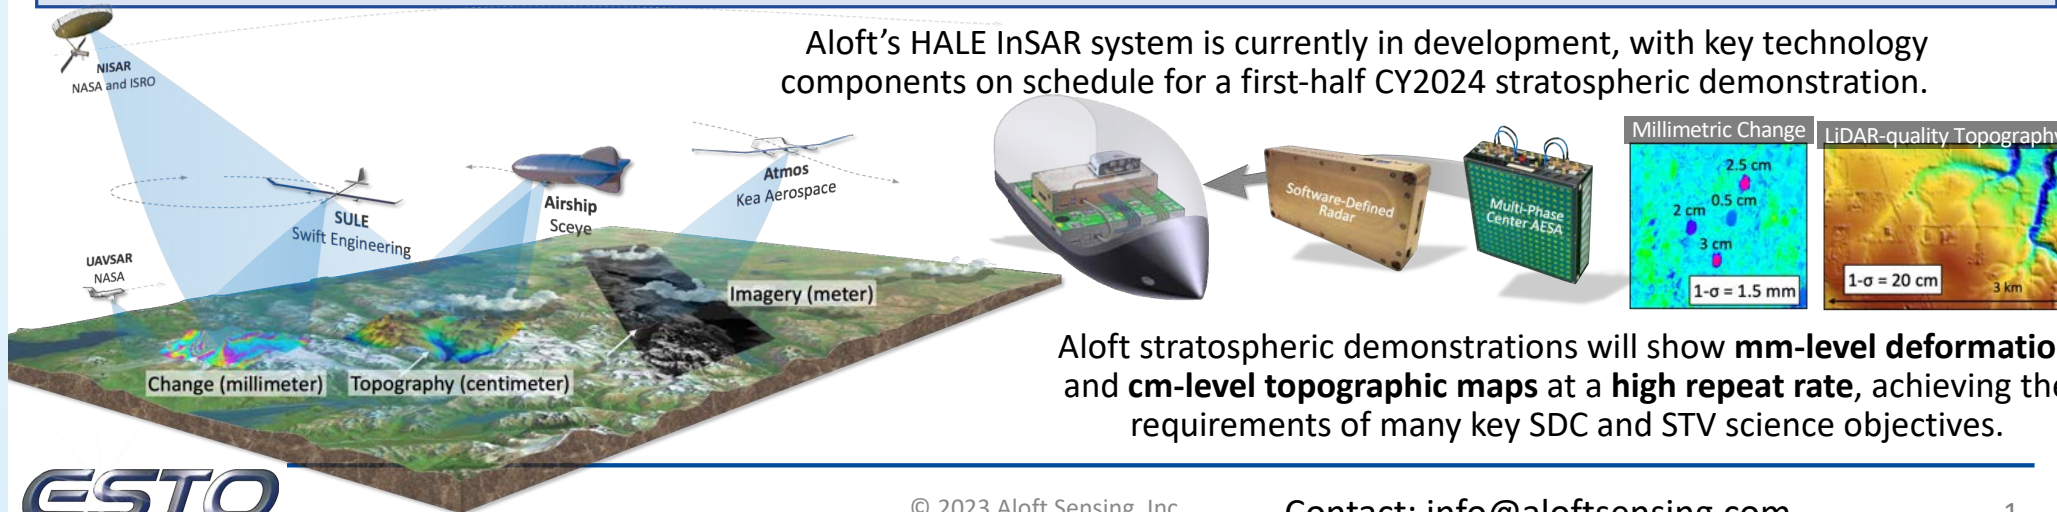 Aloft's HALE InSAR system is currently in development, with key technology
components on schedule for a first-half CY2024 stratospheric demonstration.
NISAR
NASA and ISRO
SULE
Swift Engineering
Airship
Sceye
Atmos
Kea Aerospace
UAVSAR
NASA
Imagery (meter)
Change (millimeter)
Topography (centimeter)
Software-Defined
Radar
Multi-Phase
Center AESA
Millimetric Change
2.5 cm
0.5 cm
2 cm
3 cm
1-σ = 1.5 mm
LiDAR-quality Topography
1-σ = 20 cm
3 km
Aloft stratospheric demonstrations will show mm-level deformatio
and cm-level topographic maps at a high repeat rate, achieving the
requirements of many key SDC and STV science objectives.
ESTO
© 2023 Aloft Sensing, Inc
Contact: info@aloftsensing.com
1